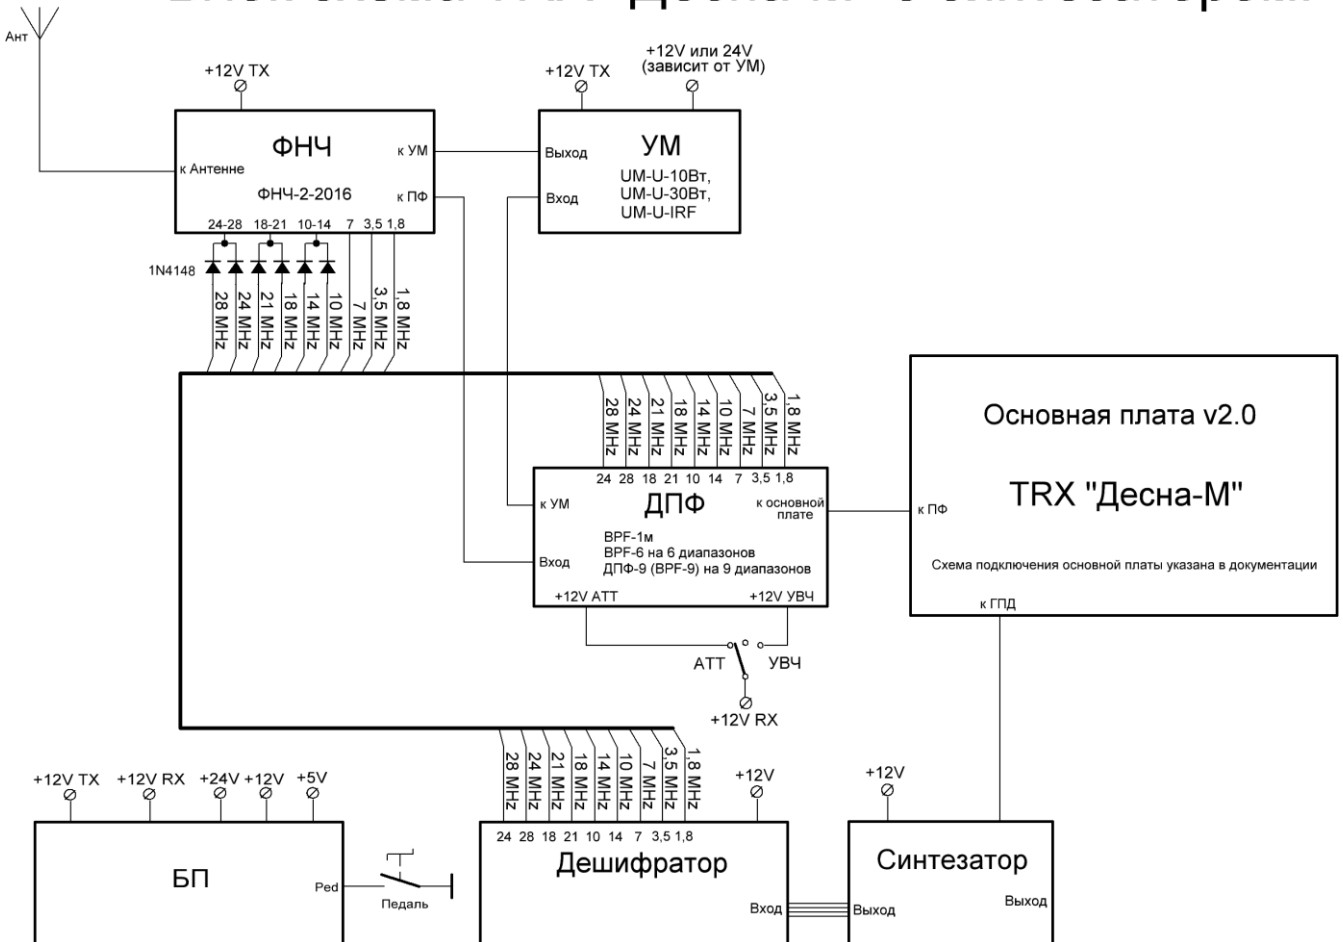 Блок схема TRX "Десна-М" с синтезатором.
Ант
+12V TX
ФНЧ
к УМ
к Антенне
ФНЧ-2-2016
к ПФ
24-28 18-21 10-14 7 3,5 1,8
1N4148
28 MHz
24 MHz
21 MHz
18 MHz
14 MHz
10 MHz
7 MHz
3,5 MHz
1,8 MHz
+12V TX
+12V или 24V
(зависит от УМ)
УМ
Выход
Вход
UM-U-10Вт,
UM-U-30Вт,
UM-U-IRF
28 MHz
24 MHz
21 MHz
18 MHz
14 MHz
10 MHz
7 MHz
3,5 MHz
1,8 MHz
24 28 18 21 10 14 7 3,5 1,8
к УМ
ДПФ
к основной
плате
BPF-1м
BPF-6 на 6 диапазонов
Вход
ДПФ-9 (BPF-9) на 9 диапазонов
+12V АТТ
+12V УВЧ
АТТ
УВЧ
+12V RX
Основная плата v2.0
TRX "Десна-М"
к ПФ
Схема подключения основной платы указана в документации
к ГПД
+12V TX
+12V RX
+24V
+12V
+5V
БП
Ped
Педаль
28 MHz
24 MHz
21 MHz
18 MHz
14 MHz
10 MHz
7 MHz
3,5 MHz
1,8 MHz
+12V
24 28 18 21 10 14 7 3,5 1,8
Дешифратор
Вход
+12V
Синтезатор
Выход
Выход